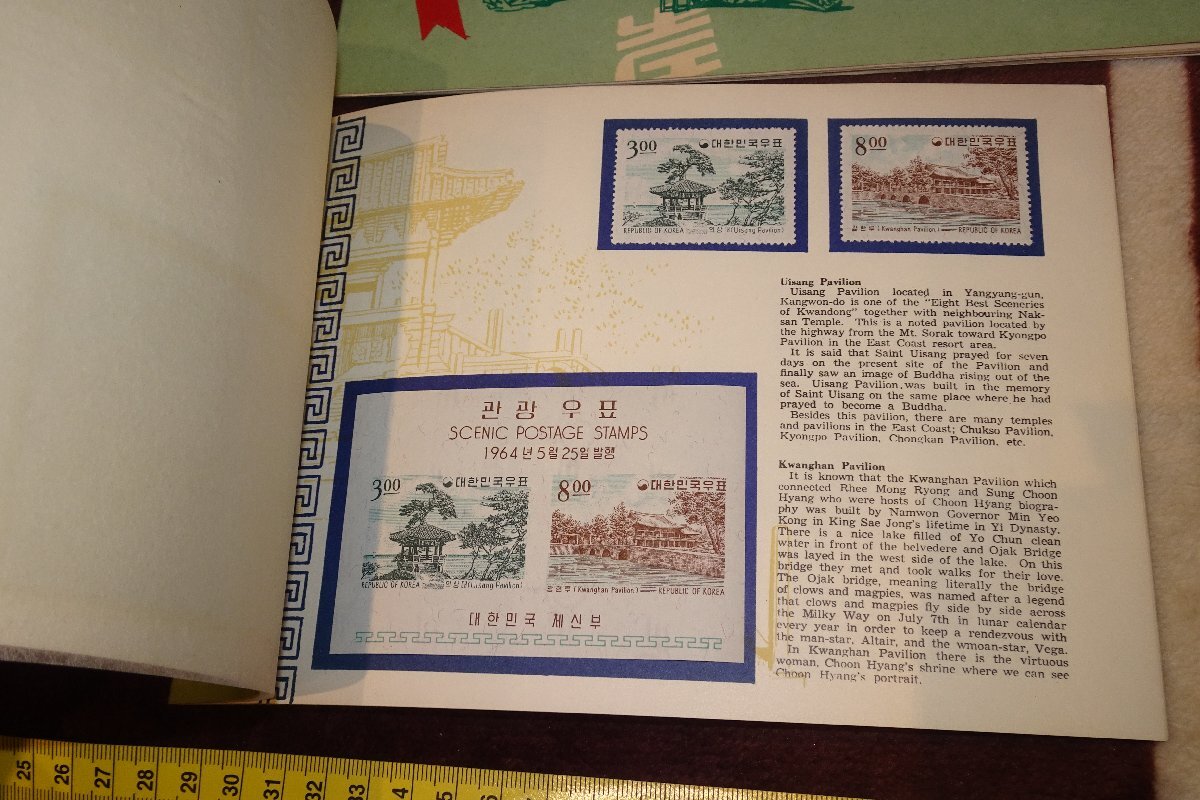 3.00 대한민국우표
REPUBLIC OF KOREA 의상대(Uisang Pavilion)
8.00 대한민국우표
광한루 (Kwanghan Pavilion) REPUBLIC OF KOREA
Uisang Pavilion
Uisang Pavilion located in Yangyang-gun,
Kangwon-do is one of the "Eight Best Sceneries
of Kwandong" together with neighbouring Nak-
san Temple. This is a noted pavilion located by
the highway from the Mt. Sorak toward Kyongpo
Pavilion in the East Coast resort area.
It is said that Saint Uisang prayed for seven
days on the present site of the Pavilion and
finally saw an image of Buddha rising out of the
sea. Uisang Pavilion was built in the memory
of Saint Uisang on the same place where he had
prayed to become a Buddha.
Besides this pavilion, there are many temples
and pavilions in the East Coast; Chukso Pavilion,
Kyongpo Pavilion, Chongkan Pavilion, etc.
Kwanghan Pavilion
It is known that the Kwanghan Pavilion which
connected Rhee Mong Ryong and Sung Choon
Hyang who were hosts of Choon Hyang biogra-
phy was built by Namwon Governor Min Yeo
Kong in King Sae Jong's lifetime in Yi Dynasty.
There is a nice lake filled of Yo Chun clean
water in front of the belvedere and Ojak Bridge
was layed in the west side of the lake. On this
bridge they met and took walks for their love.
The Ojak bridge, meaning literally the bridge
of clows and magpies, was named after a legend
that clows and magpies fly side by side across
the Milky Way on July 7th in lunar calendar
every year in order to keep a rendezvous with
the man-star, Altair, and the wmoan-star, Vega.
In Kwanghan Pavilion there is the virtuous
woman, Choon Hyang's shrine where we can see
Choon Hyang's portrait.
관광우표
SCENIC POSTAGE STAMPS
1964년 5월 25일 발행
3.00 대한민국우표
REPUBLIC OF KOREA 의상대(Uisang Pavilion)
8.00 대한민국우표
광한루 (Kwanghan Pavilion) REPUBLIC OF KOREA
대한민국 체신부
25 26 27 28 29 30 31 32 33